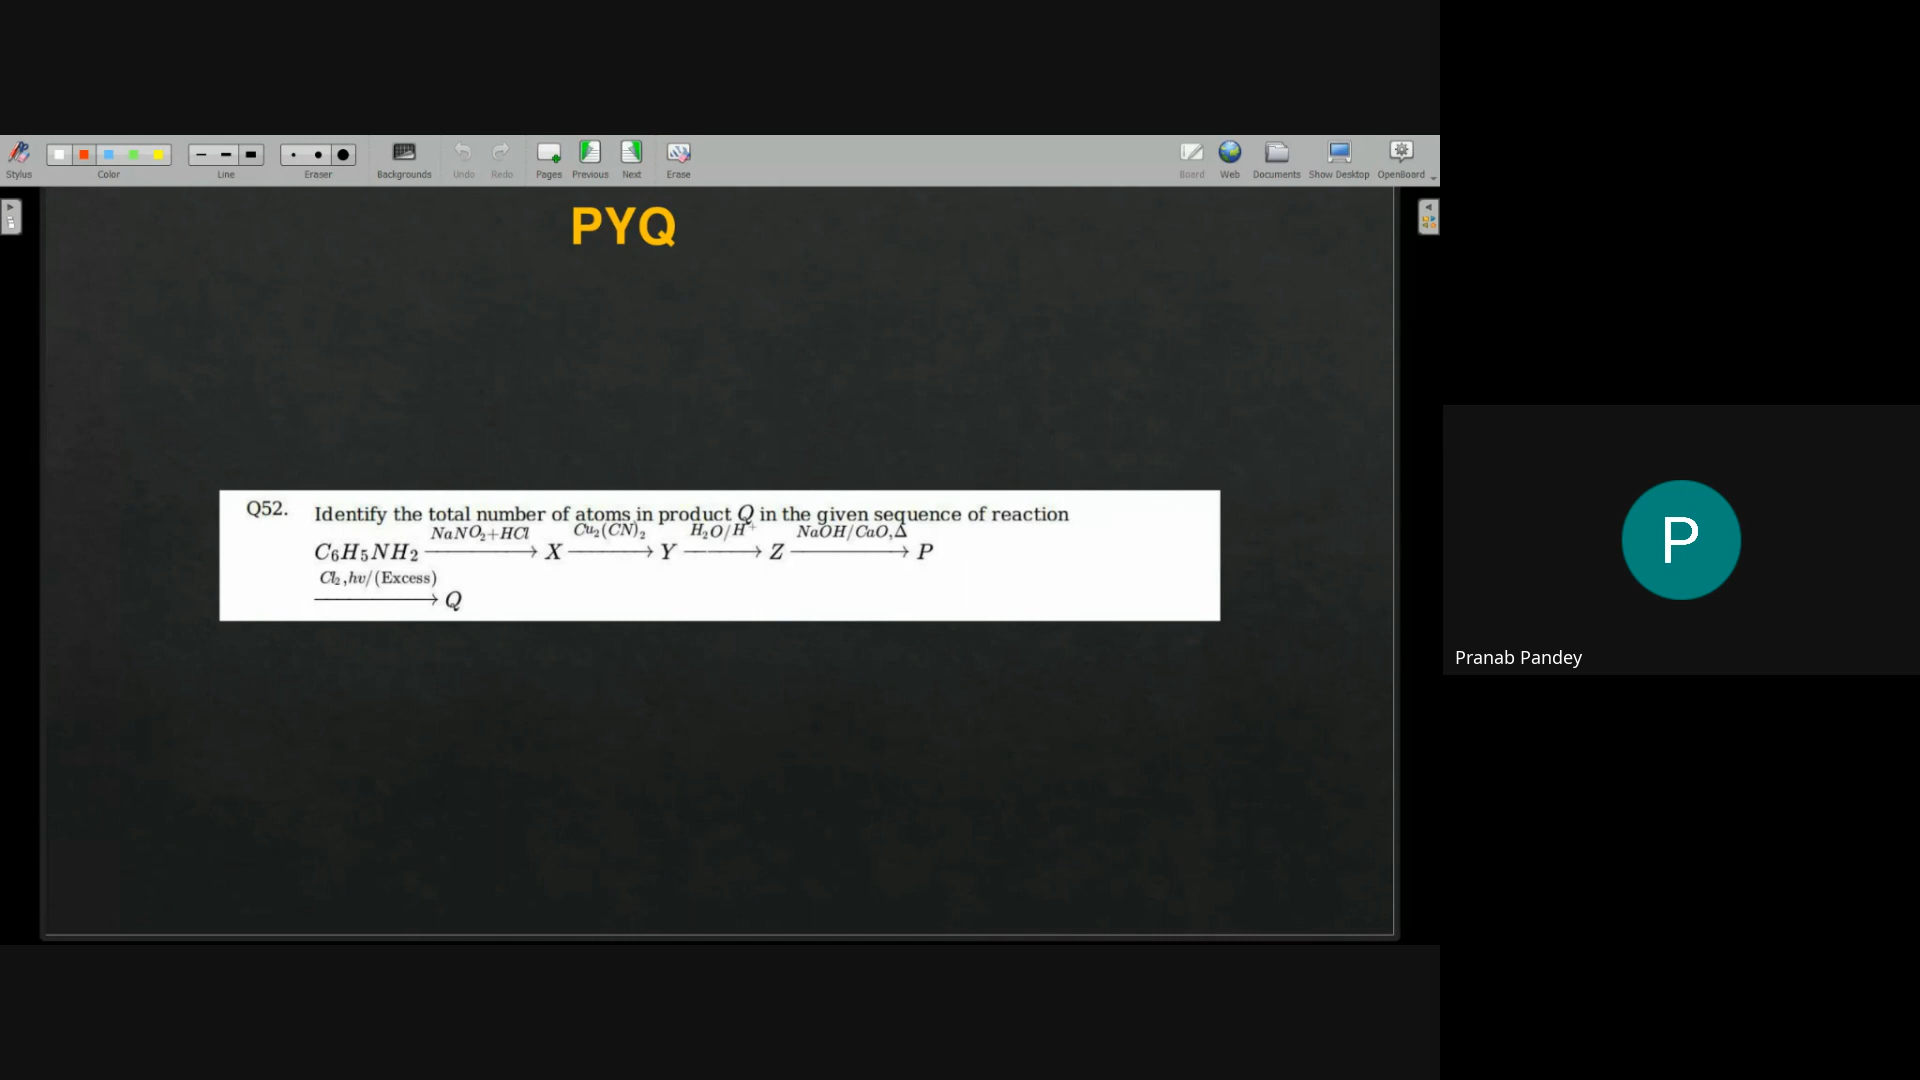 Stylus
Color
Line
Eraser
Backgrounds
Undo
Redo
Pages
Previous
Next
Erase
Board
Web
Documents
Show Desktop
OpenBoard
PYQ
Q52. Identify the total number of atoms in product Q in the given sequence of reaction
C₆H₅NH₂ —NaNO₂+HCl→ X —Cu₂(CN)₂→ Y —H₂O/H⁺→ Z —NaOH/CaO,Δ→ P
—Cl₂,hν/(Excess)→ Q
P
Pranab Pandey